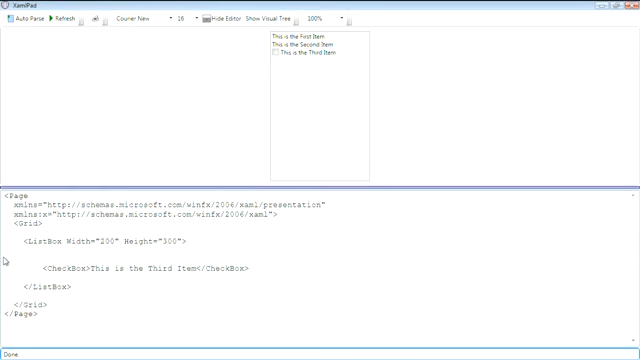 XamlPad
Auto Parse Refresh Courier New 16 Hide Editor Show Visual Tree 100%
This is the First Item
This is the Second Item
This is the Third Item
<Page
xmlns="http://schemas.microsoft.com/winfx/2006/xaml/presentation"
xmlns:x="http://schemas.microsoft.com/winfx/2006/xaml">
<Grid>
<ListBox Width="200" Height="300">
<CheckBox>This is the Third Item</CheckBox>
</ListBox>
</Grid>
</Page>
Done